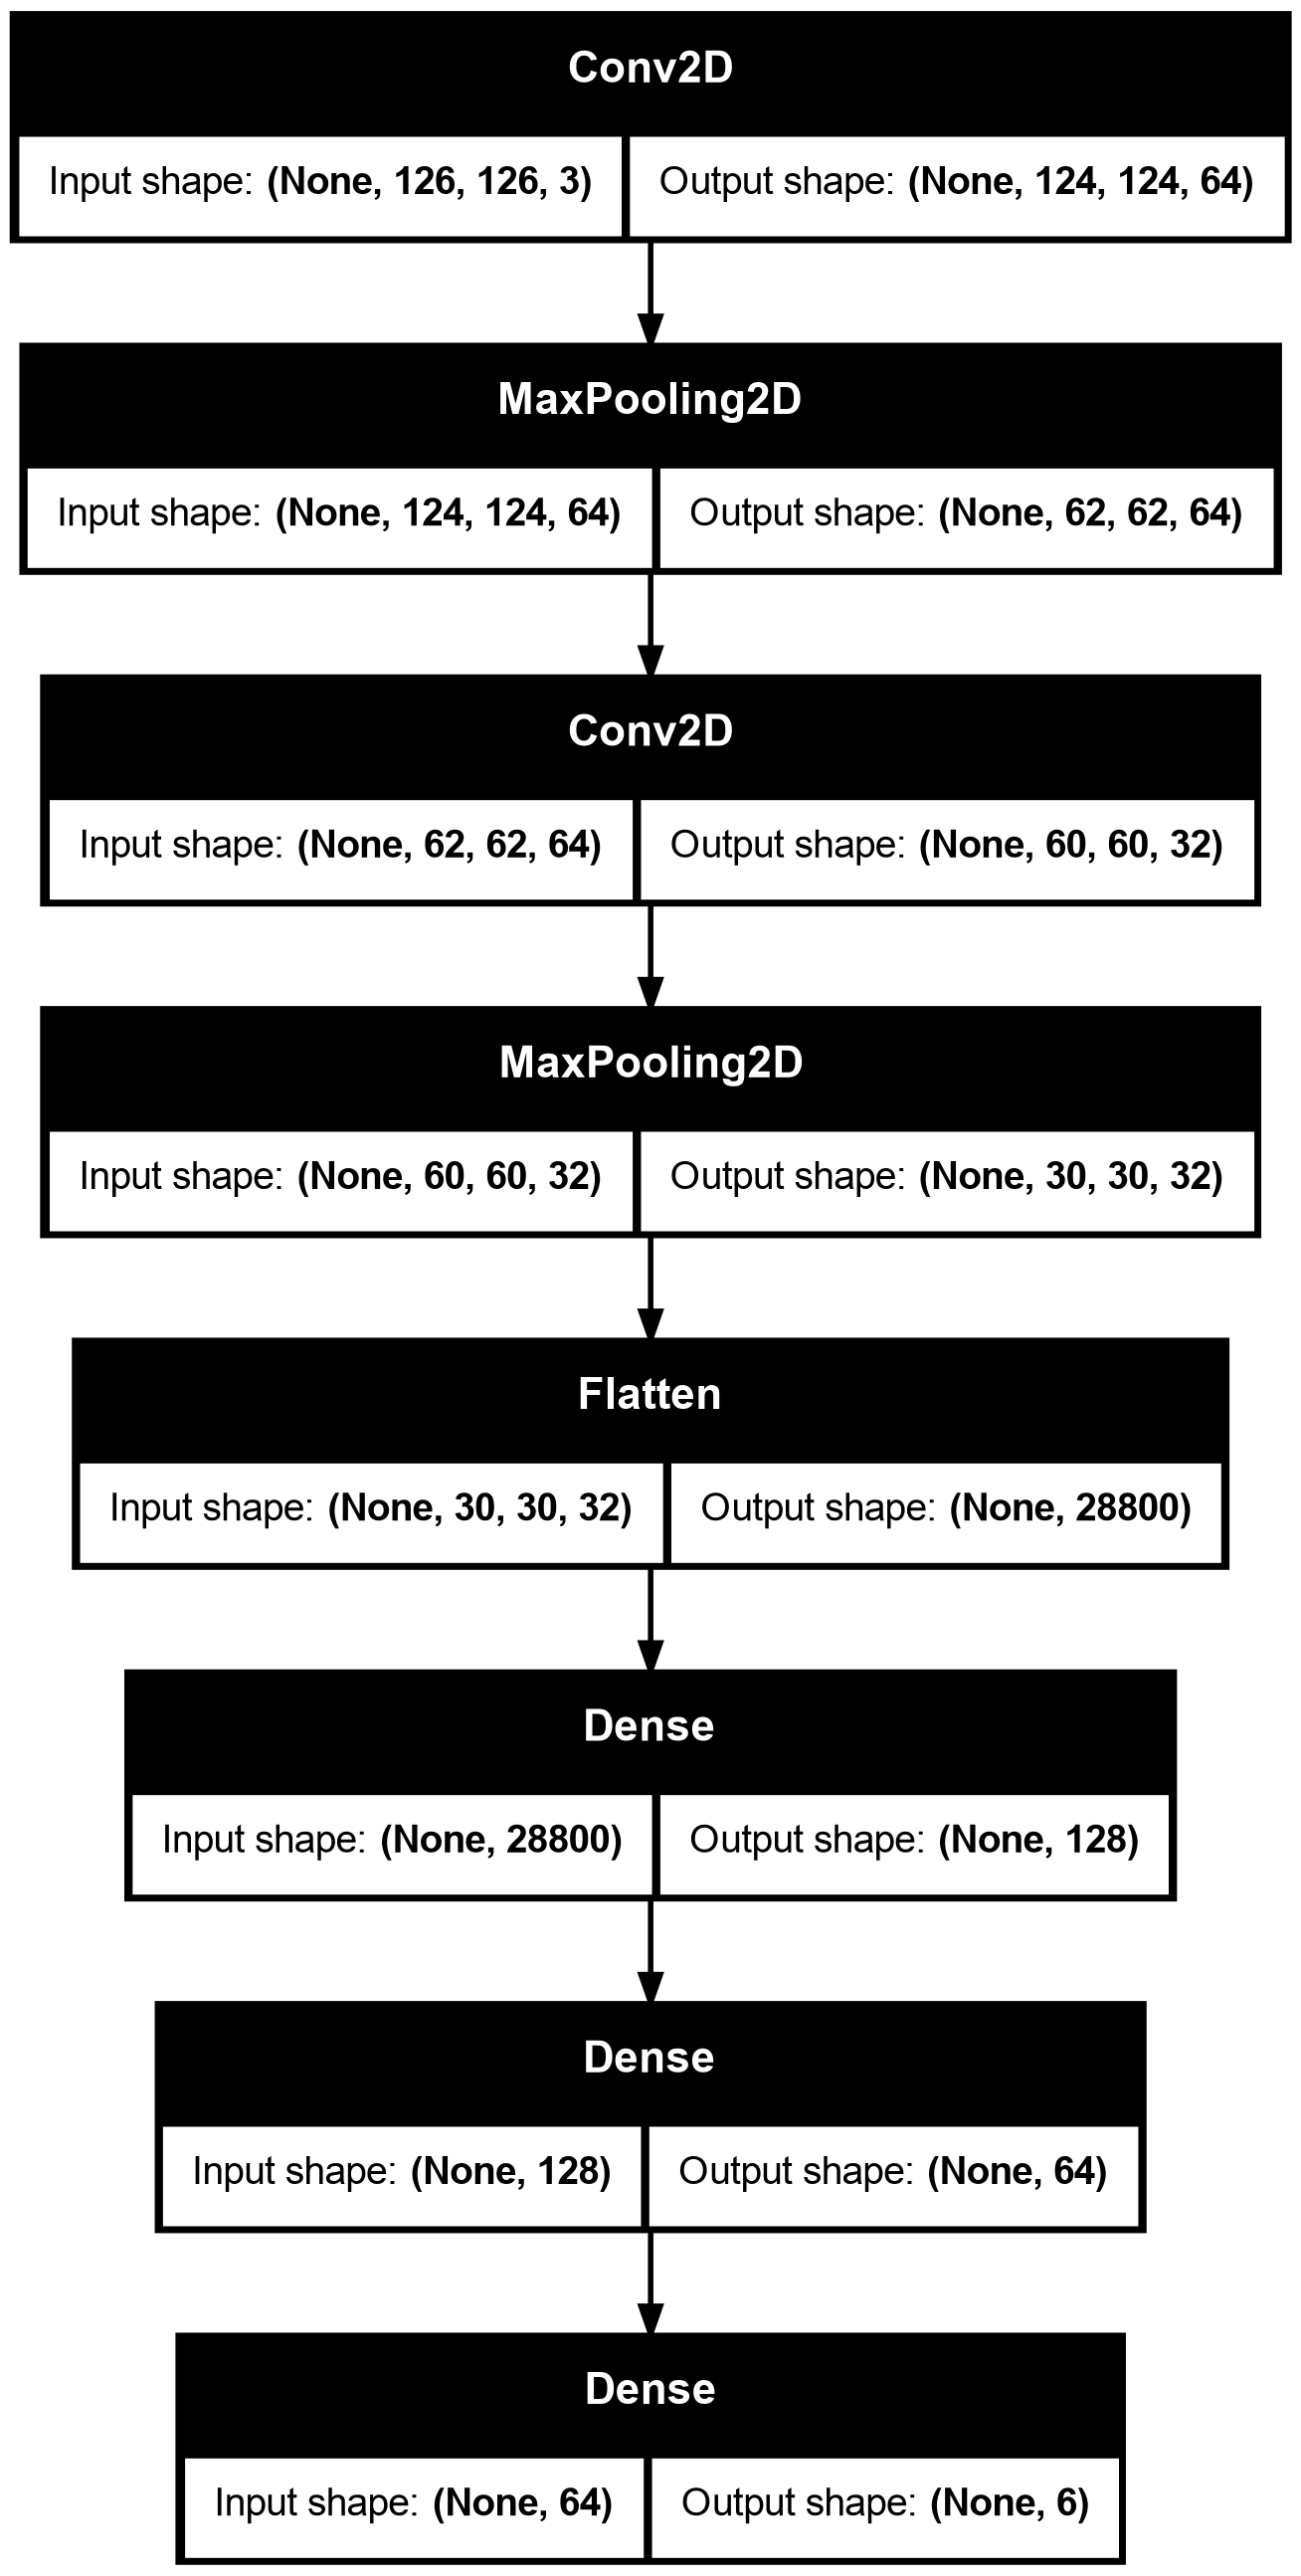 Conv2D
Input shape: (None, 126, 126, 3) Output shape: (None, 124, 124, 64)
MaxPooling2D
Input shape: (None, 124, 124, 64) Output shape: (None, 62, 62, 64)
Conv2D
Input shape: (None, 62, 62, 64) Output shape: (None, 60, 60, 32)
MaxPooling2D
Input shape: (None, 60, 60, 32) Output shape: (None, 30, 30, 32)
Flatten
Input shape: (None, 30, 30, 32) Output shape: (None, 28800)
Dense
Input shape: (None, 28800) Output shape: (None, 128)
Dense
Input shape: (None, 128) Output shape: (None, 64)
Dense
Input shape: (None, 64) Output shape: (None, 6)